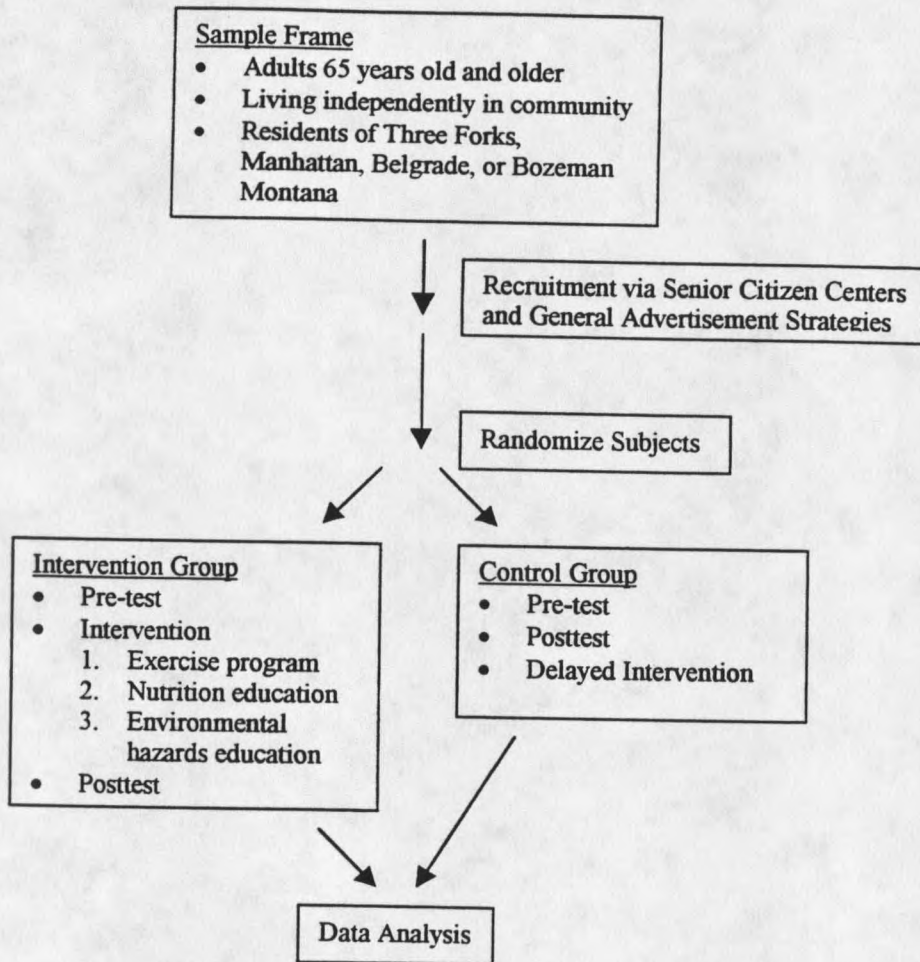 Sample Frame
• Adults 65 years old and older
• Living independently in community
• Residents of Three Forks,
Manhattan, Belgrade, or Bozeman
Montana
Recruitment via Senior Citizen Centers
and General Advertisement Strategies
Randomize Subjects
Intervention Group
• Pre-test
• Intervention
1. Exercise program
2. Nutrition education
3. Environmental
hazards education
• Posttest
Control Group
• Pre-test
• Posttest
• Delayed Intervention
Data Analysis